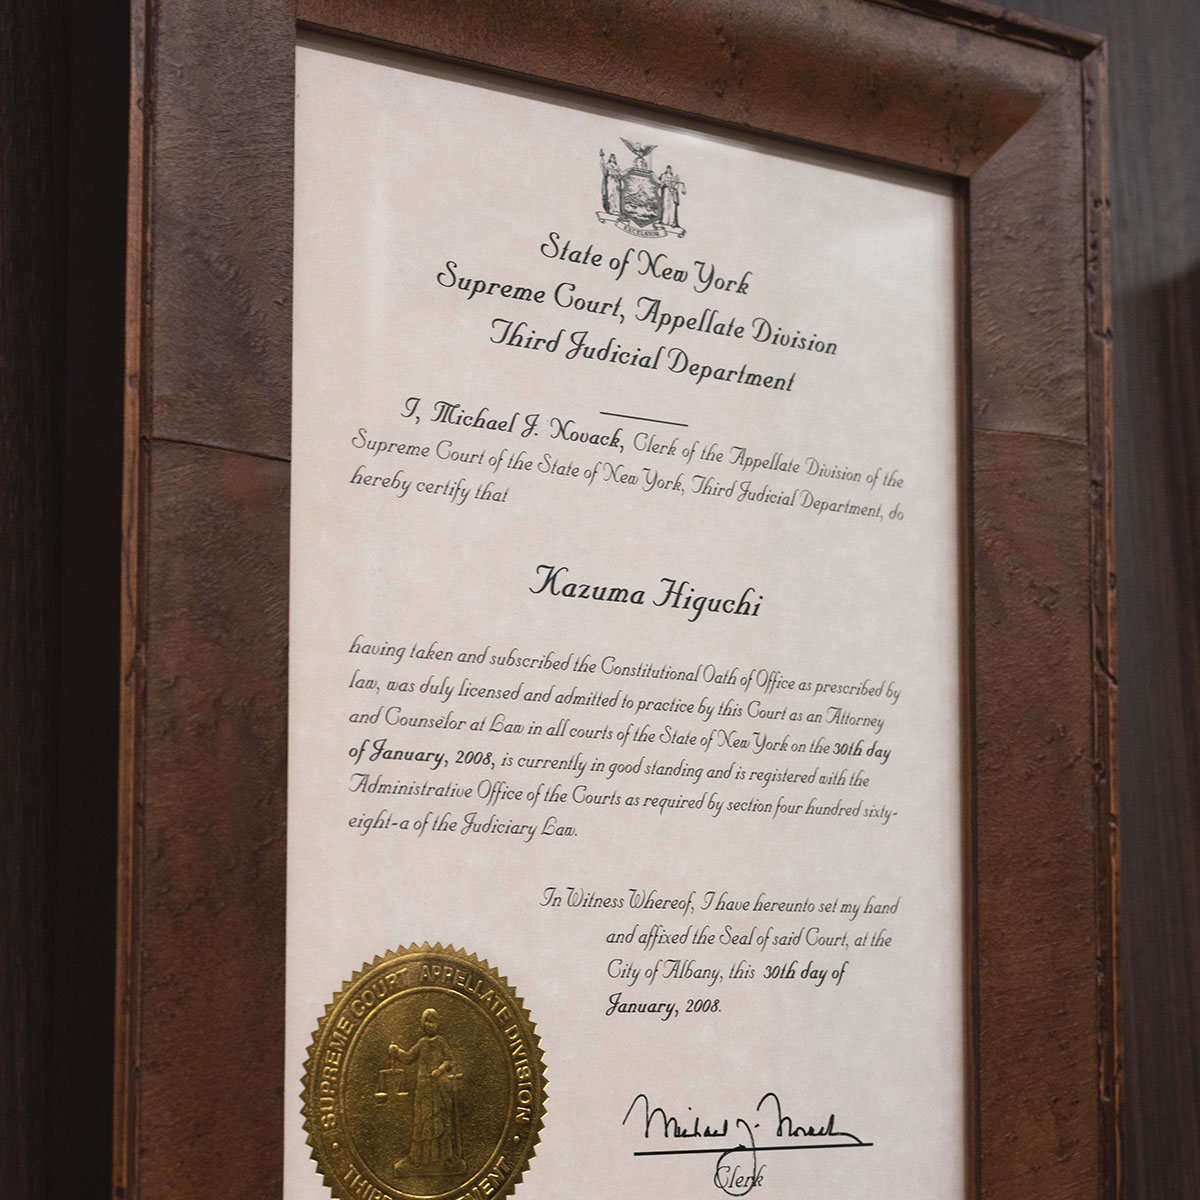 EXCELSIOR
State of New York
Supreme Court, Appellate Division
Third Judicial Department
I, Michael J. Novack, Clerk of the Appellate Division of the
Supreme Court of the State of New York, Third Judicial Department, do
hereby certify that
Kazuma Higuchi
having taken and subscribed the Constitutional Oath of Office as prescribed by
law, was duly licensed and admitted to practice by this Court as an Attorney
and Counselor at Law in all courts of the State of New York on the 30th day
of January, 2008, is currently in good standing and is registered with the
Administrative Office of the Courts as required by section four hundred sixty-
eight-a of the Judiciary Law.
In Witness Whereof, I have hereunto set my hand
and affixed the Seal of said Court, at the
City of Albany, this 30th day of
January, 2008.
SUPREME COURT APPELLATE DIVISION
Michael J. Novack
Clerk